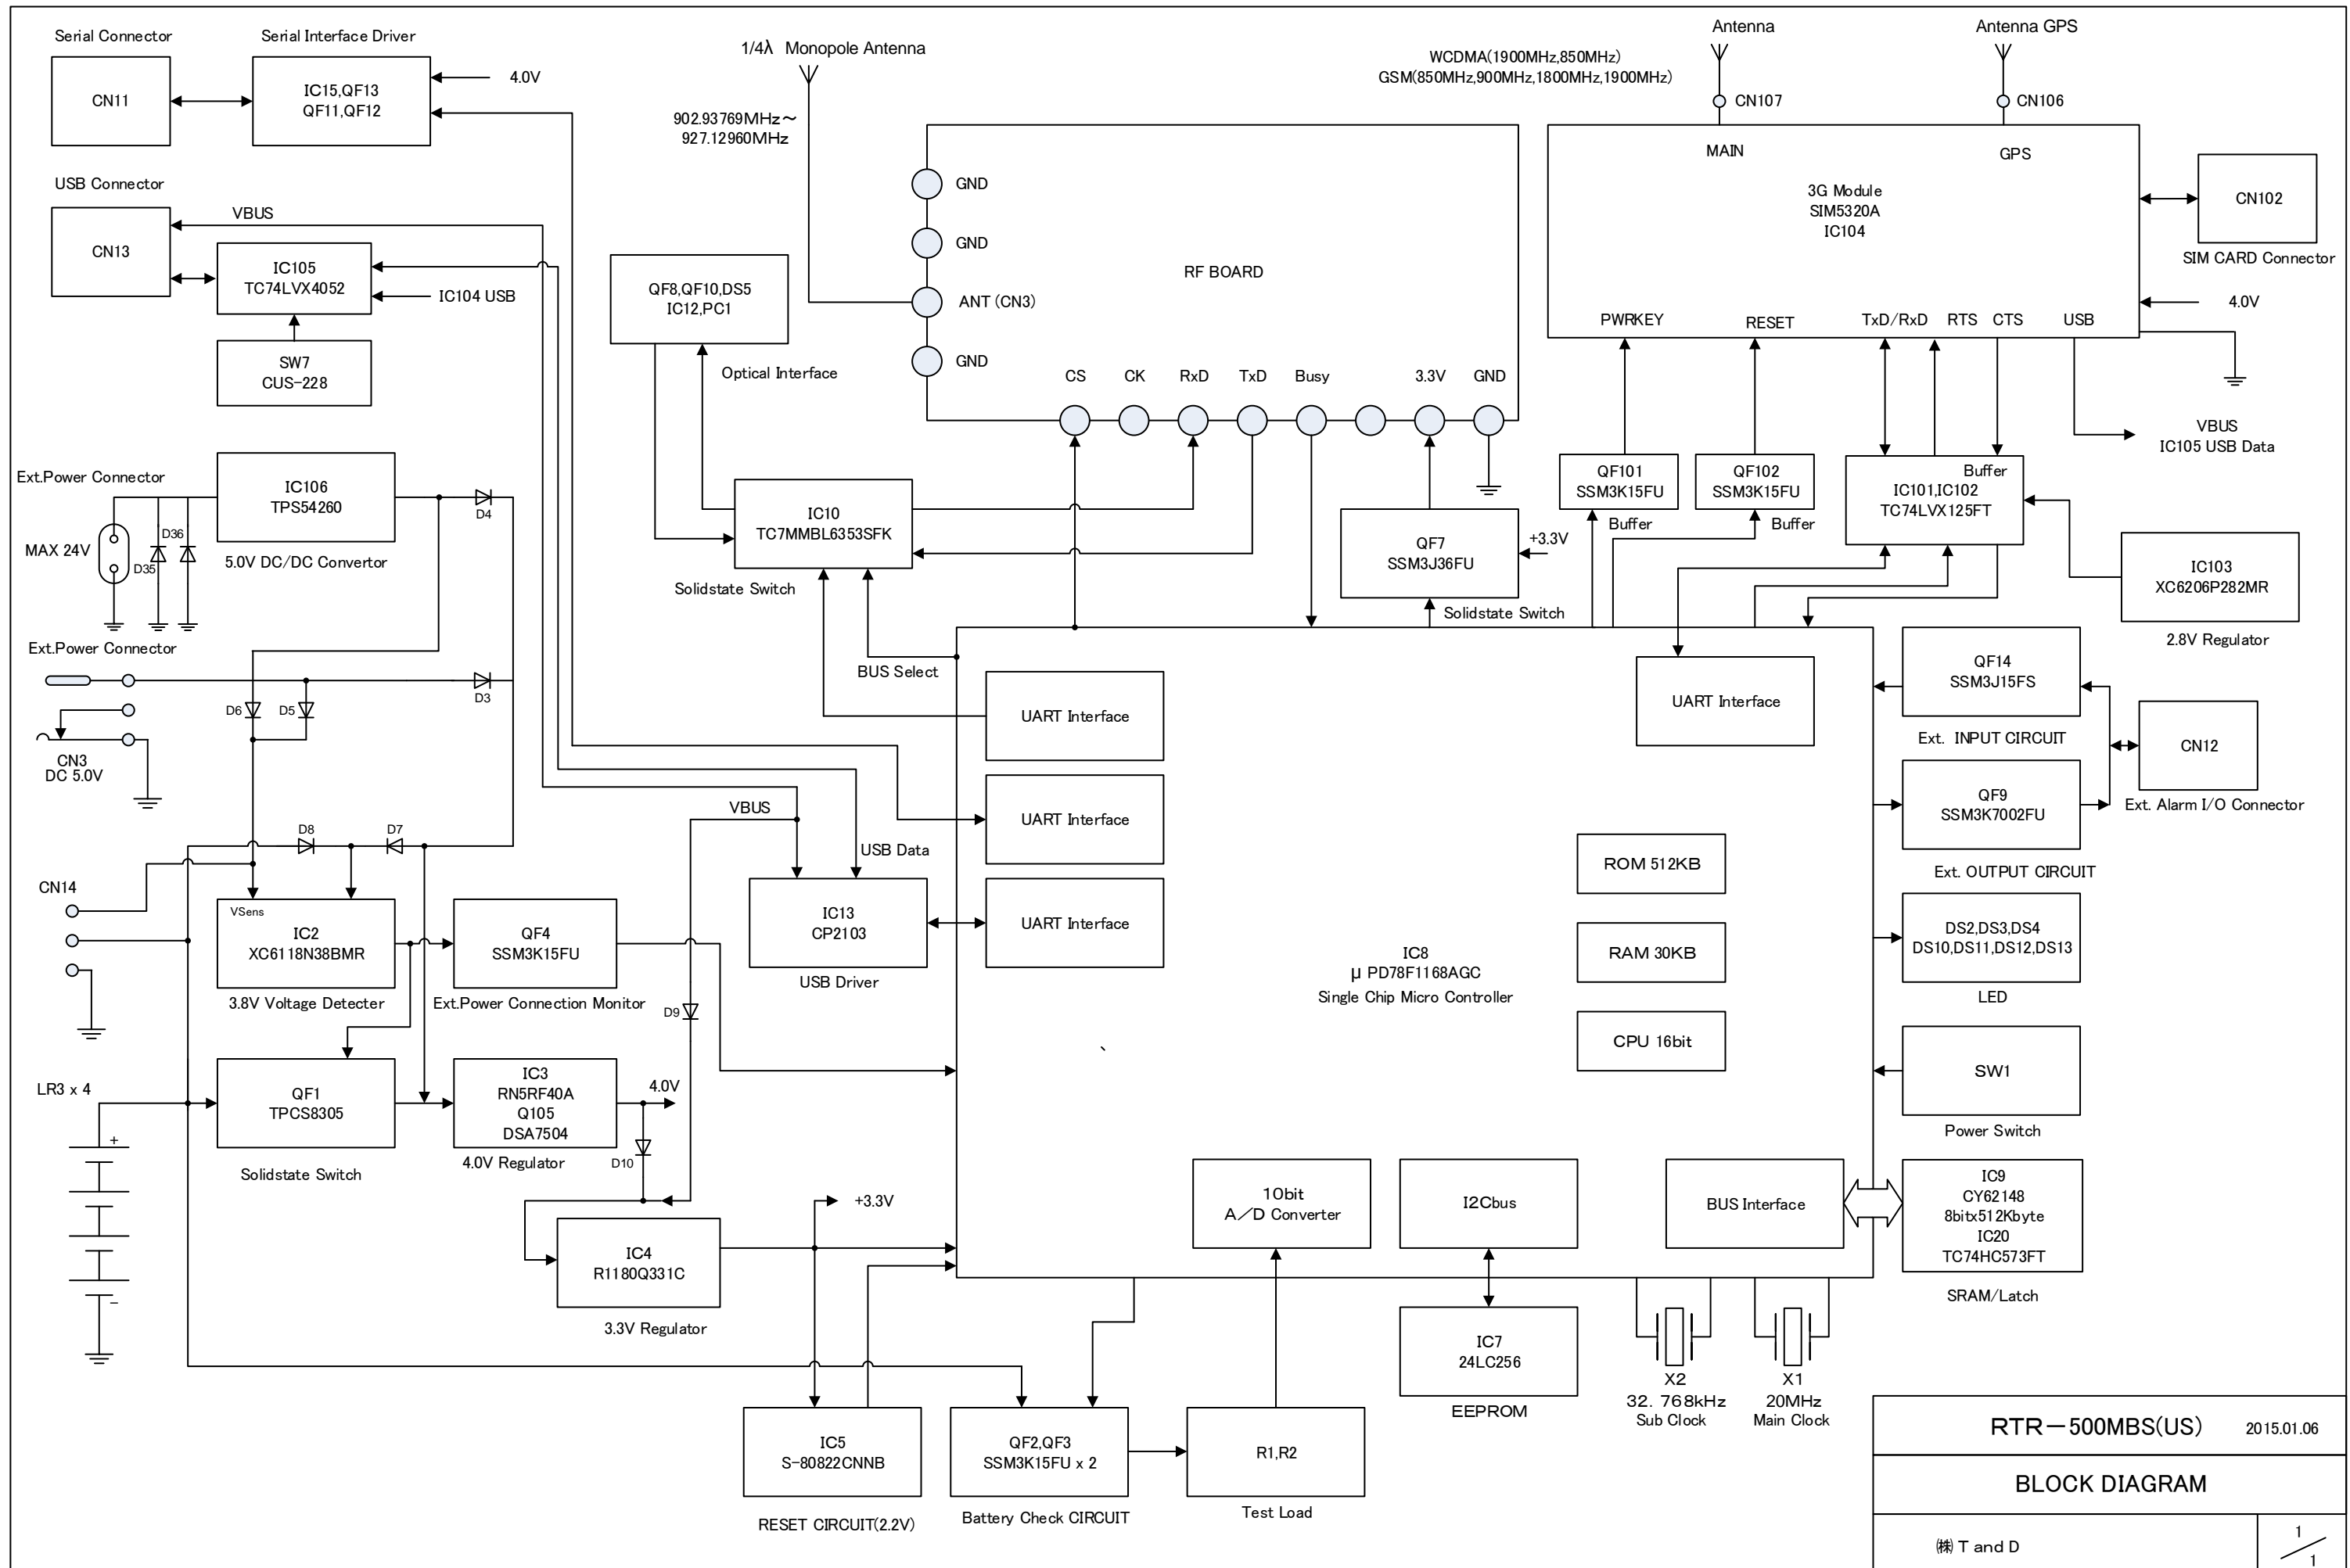 Serial Connector
CN11
Serial Interface Driver
IC15,QF13
QF11,QF12
4.0V
USB Connector
CN13
VBUS
IC105
TC74LVX4052
IC104 USB
SW7
CUS-228
1/4λ Monopole Antenna
902.93769MHz～
927.12960MHz
QF8,QF10,DS5
IC12,PC1
Optical Interface
GND
GND
ANT (CN3)
GND
RF BOARD
CS
CK
RxD
TxD
Busy
3.3V
GND
WCDMA(1900MHz,850MHz)
GSM(850MHz,900MHz,1800MHz,1900MHz)
Antenna
CN107
Antenna GPS
CN106
MAIN
GPS
3G Module
SIM5320A
IC104
PWRKEY
RESET
TxD/RxD
RTS
CTS
USB
CN102
SIM CARD Connector
4.0V
VBUS
IC105 USB Data
Ext.Power Connector
MAX 24V
D35
D36
IC106
TPS54260
5.0V DC/DC Convertor
D4
Ext.Power Connector
D3
D6
D5
CN3
DC 5.0V
IC10
TC7MMBL6353SFK
Solidstate Switch
BUS Select
QF7
SSM3J36FU
+3.3V
Solidstate Switch
QF101
SSM3K15FU
Buffer
QF102
SSM3K15FU
Buffer
Buffer
IC101,IC102
TC74LVX125FT
IC103
XC6206P282MR
2.8V Regulator
UART Interface
UART Interface
UART Interface
UART Interface
QF14
SSM3J15FS
Ext. INPUT CIRCUIT
CN12
Ext. Alarm I/O Connector
QF9
SSM3K7002FU
Ext. OUTPUT CIRCUIT
D8
D7
VBUS
USB Data
CN14
VSens
IC2
XC6118N38BMR
3.8V Voltage Detecter
QF4
SSM3K15FU
Ext.Power Connection Monitor
IC13
CP2103
USB Driver
D9
ROM 512KB
RAM 30KB
CPU 16bit
IC8
μ PD78F1168AGC
Single Chip Micro Controller
、
DS2,DS3,DS4
DS10,DS11,DS12,DS13
LED
SW1
Power Switch
LR3 x 4
+
−
QF1
TPCS8305
Solidstate Switch
IC3
RN5RF40A
Q105
DSA7504
4.0V Regulator
4.0V
D10
+3.3V
IC4
R1180Q331C
3.3V Regulator
10bit
A／D Converter
I2Cbus
BUS Interface
IC9
CY62148
8bitx512Kbyte
IC20
TC74HC573FT
SRAM/Latch
IC7
24LC256
EEPROM
X2
32. 768kHz
Sub Clock
X1
20MHz
Main Clock
IC5
S-80822CNNB
RESET CIRCUIT(2.2V)
QF2,QF3
SSM3K15FU x 2
Battery Check CIRCUIT
R1,R2
Test Load
RTR－500MBS(US) 2015.01.06
BLOCK DIAGRAM
㈱ T and D
1/1